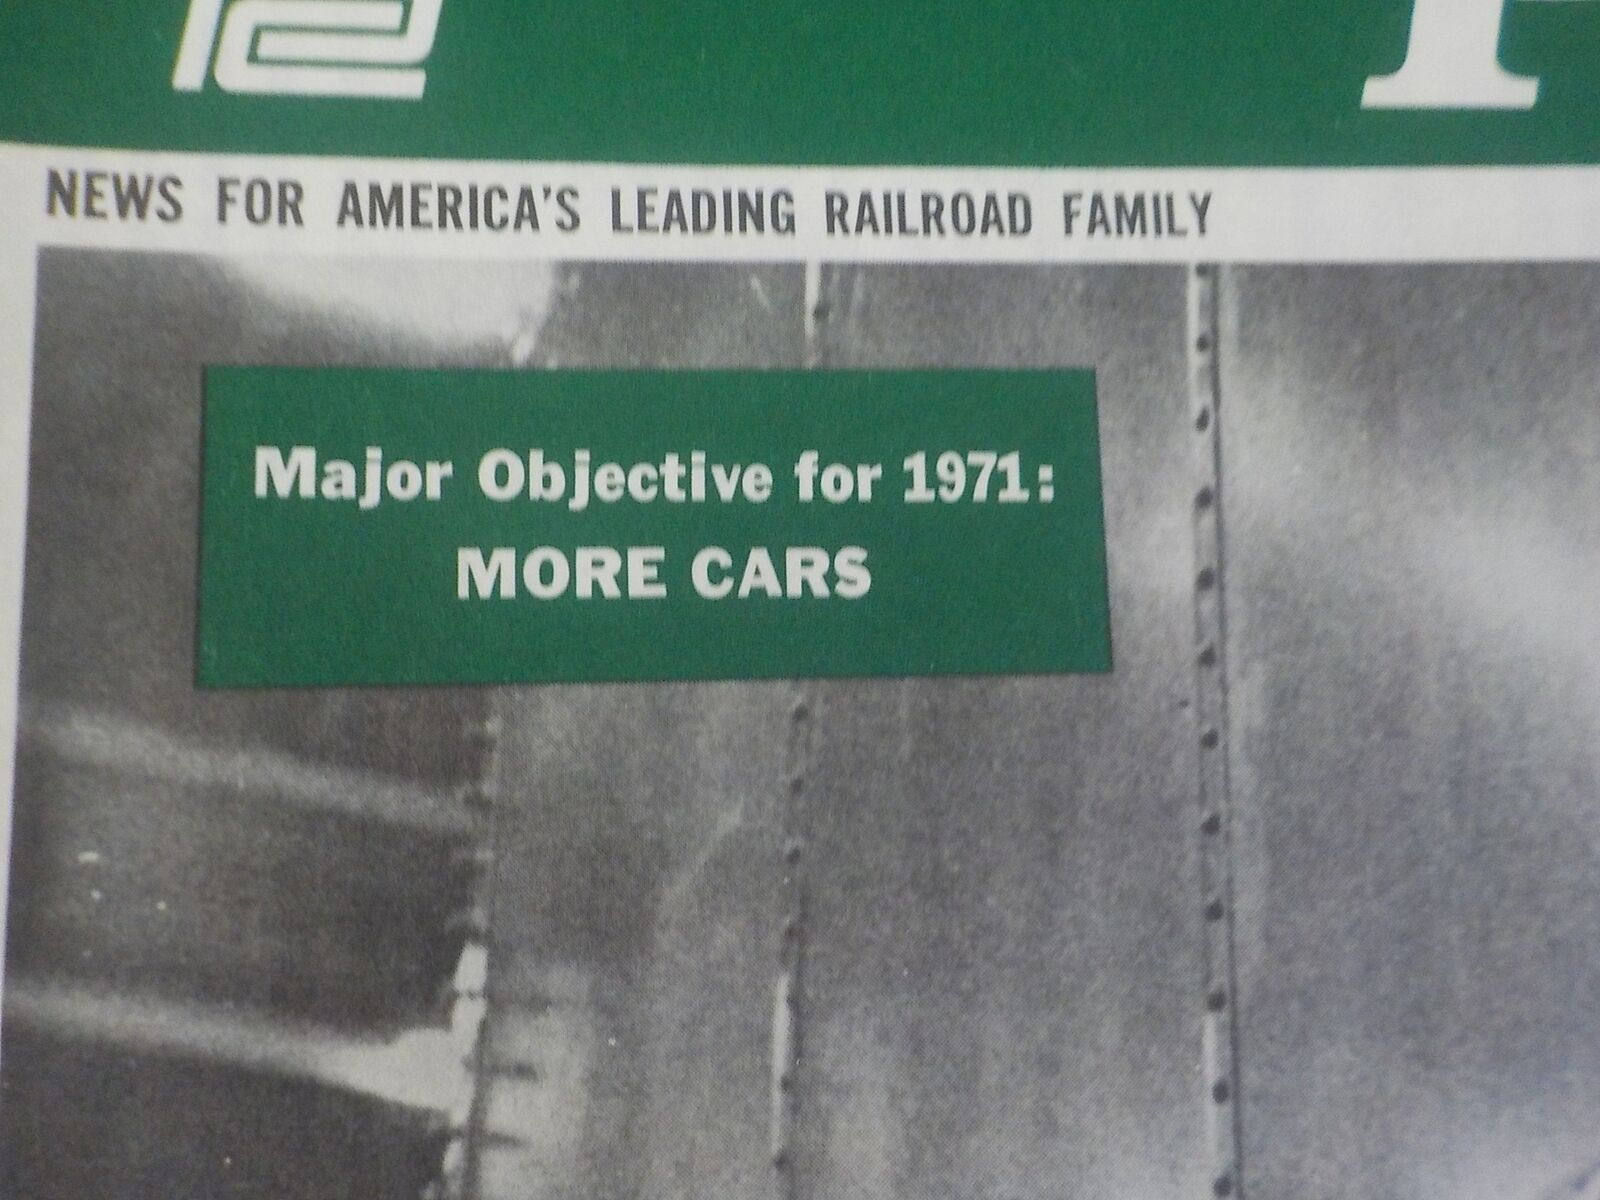 NEWS FOR AMERICA'S LEADING RAILROAD FAMILY
Major Objective for 1971:
MORE CARS